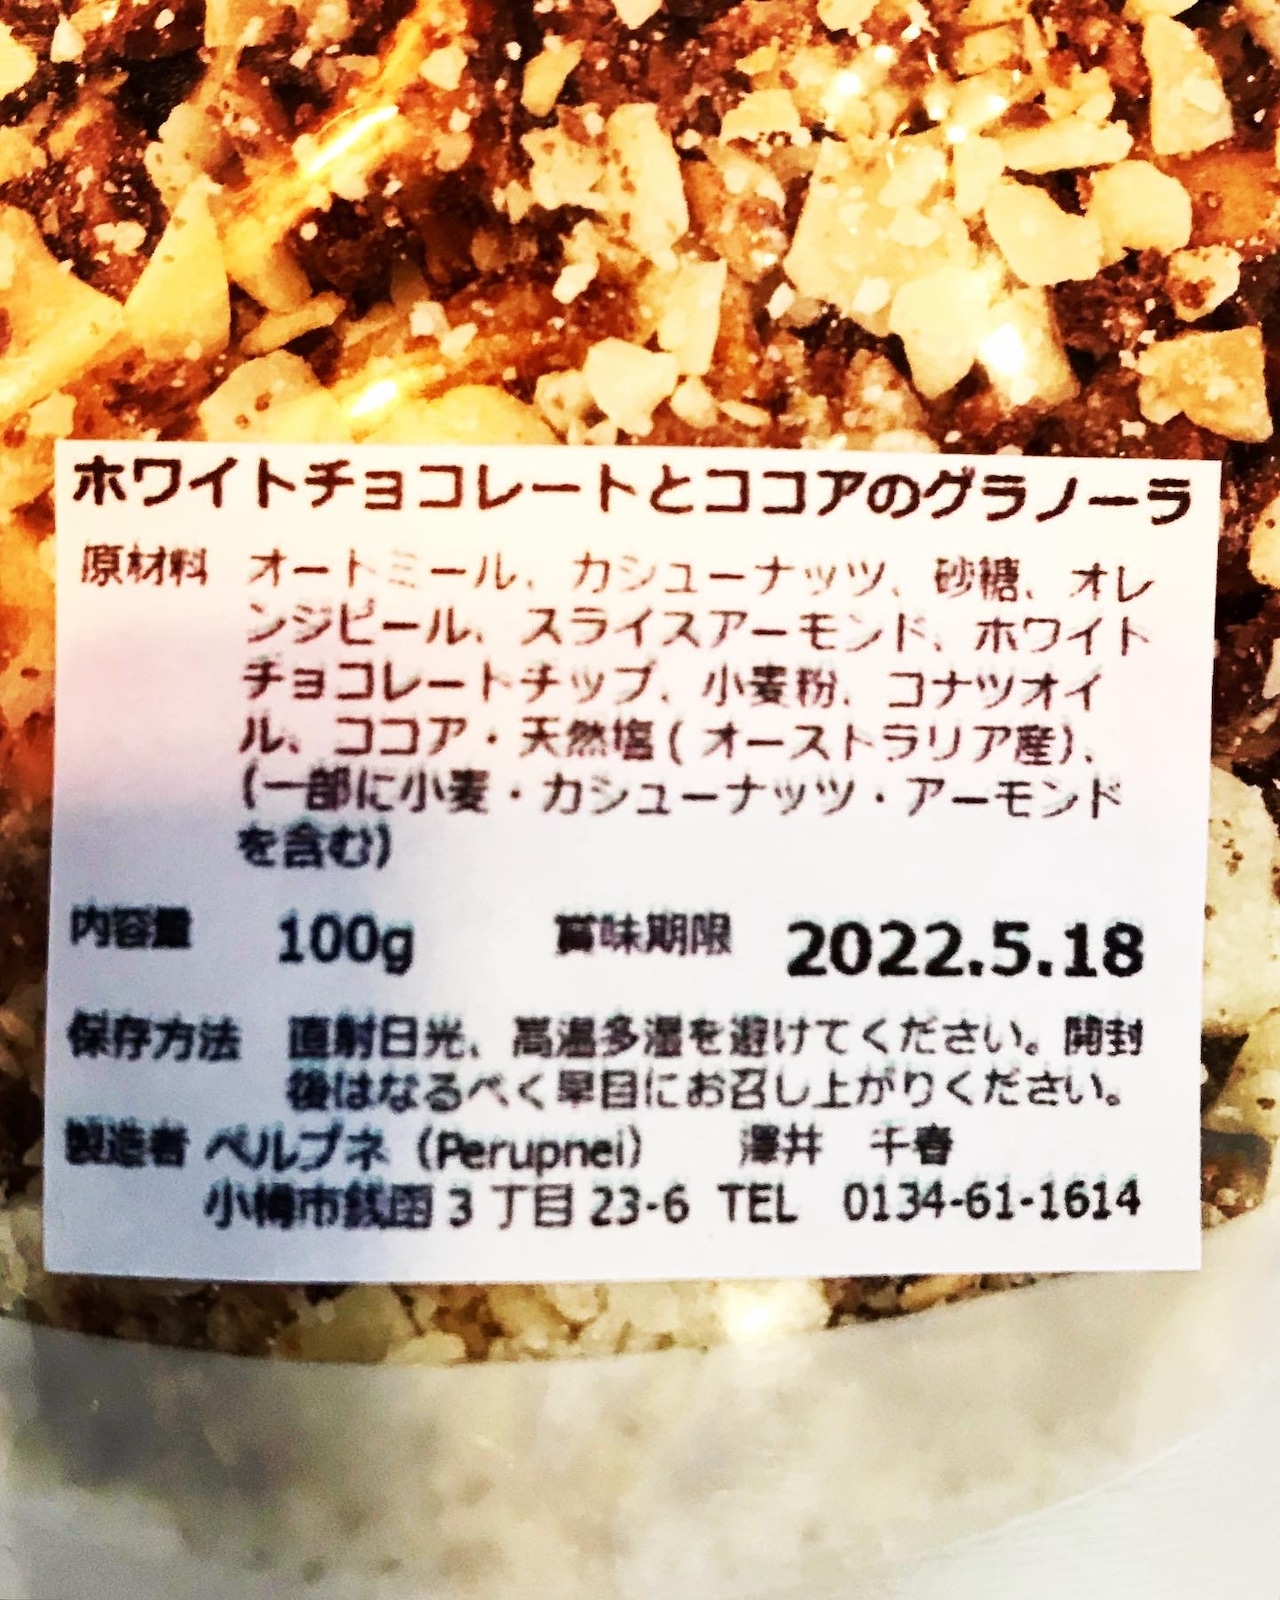 ホワイトチョコレートとココアのグラノーラ
原材料 オートミール、カシューナッツ、砂糖、オレ
ンジピール、スライスアーモンド、ホワイト
チョコレートチップ、小麦粉、コナツオイ
ル、ココア・天然塩(オーストラリア産)、
(一部に小麦・カシューナッツ・アーモンド
を含む)
内容量 100g 賞味期限 2022.5.18
保存方法 直射日光、高温多湿を避けてください。開封
後はなるべく早目にお召し上がりください。
製造者 ペルプネ (Perupnei) 澤井 千春
小樽市銭函3丁目23-6 TEL 0134-61-1614